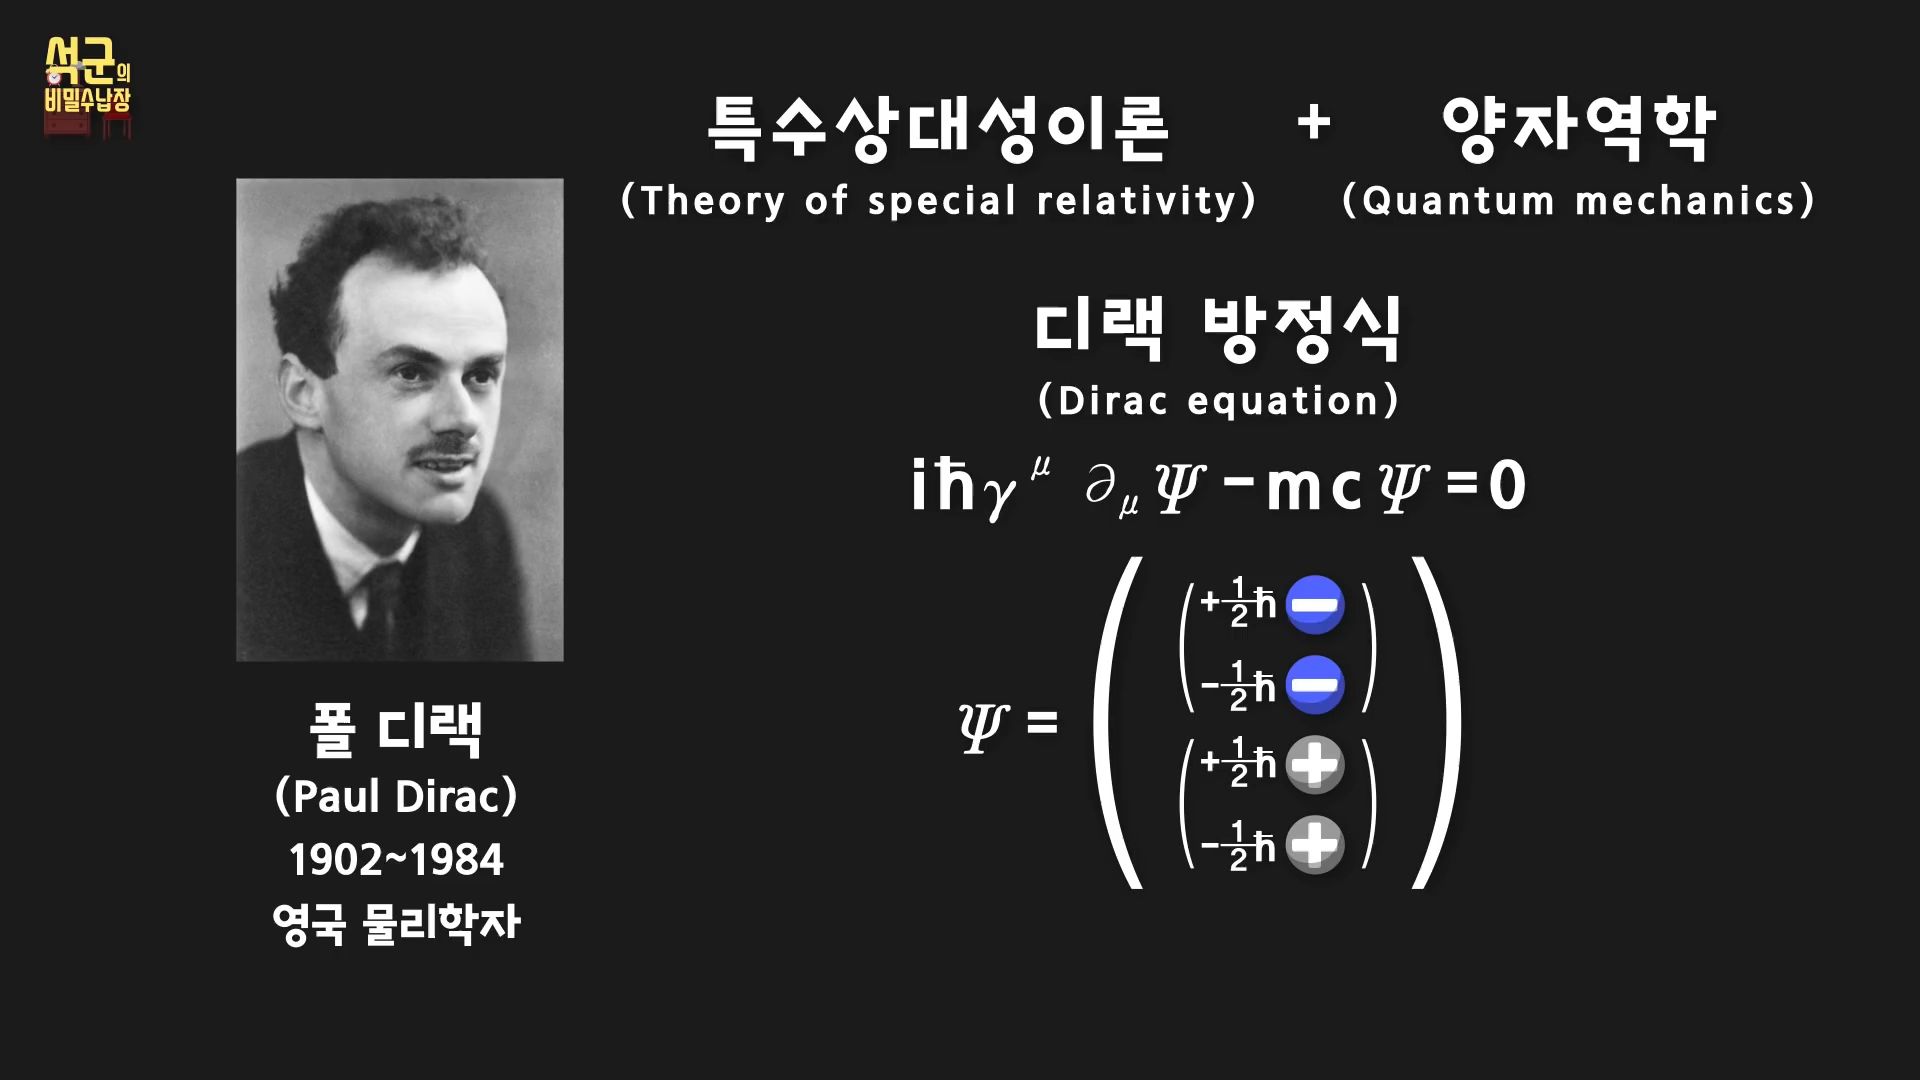 석군의
비밀수납장
특수상대성이론 + 양자역학
(Theory of special relativity) (Quantum mechanics)
디랙 방정식
(Dirac equation)
iħγ^μ ∂_μ Ψ - mcΨ = 0
Ψ =
+1/2ħ −
-1/2ħ −
+1/2ħ +
-1/2ħ +
폴 디랙
(Paul Dirac)
1902~1984
영국 물리학자